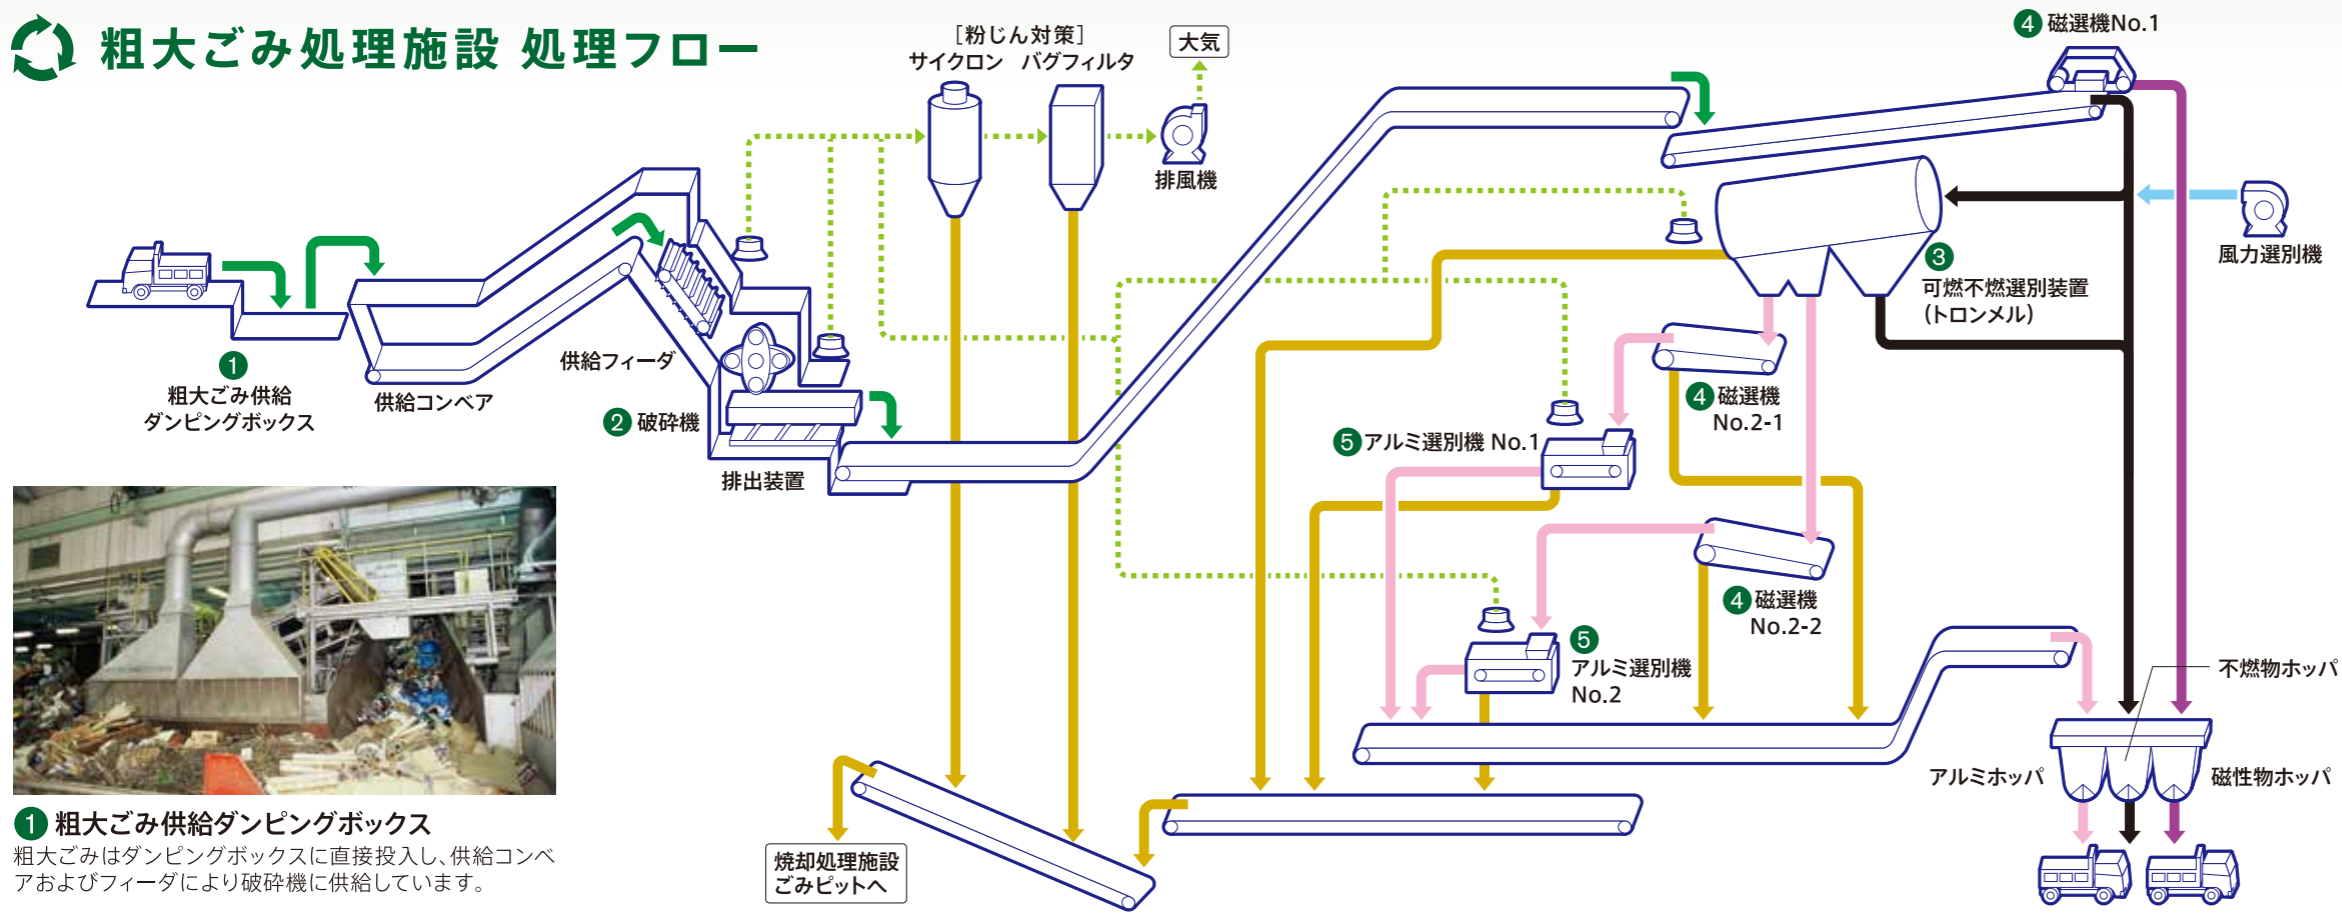 粗大ごみ処理施設 処理フロー
［粉じん対策］
サイクロン バグフィルタ
大気
排風機
④ 磁選機No.1
風力選別機
③
可燃不燃選別装置
（トロンメル）
①
粗大ごみ供給
ダンピングボックス
供給コンベア
供給フィーダ
② 破砕機
排出装置
④ 磁選機
No.2-1
⑤ アルミ選別機 No.1
④ 磁選機
No.2-2
⑤
アルミ選別機
No.2
不燃物ホッパ
アルミホッパ
磁性物ホッパ
焼却処理施設
ごみピットへ
① 粗大ごみ供給ダンピングボックス
粗大ごみはダンピングボックスに直接投入し、供給コンベ
アおよびフィーダにより破砕機に供給しています。